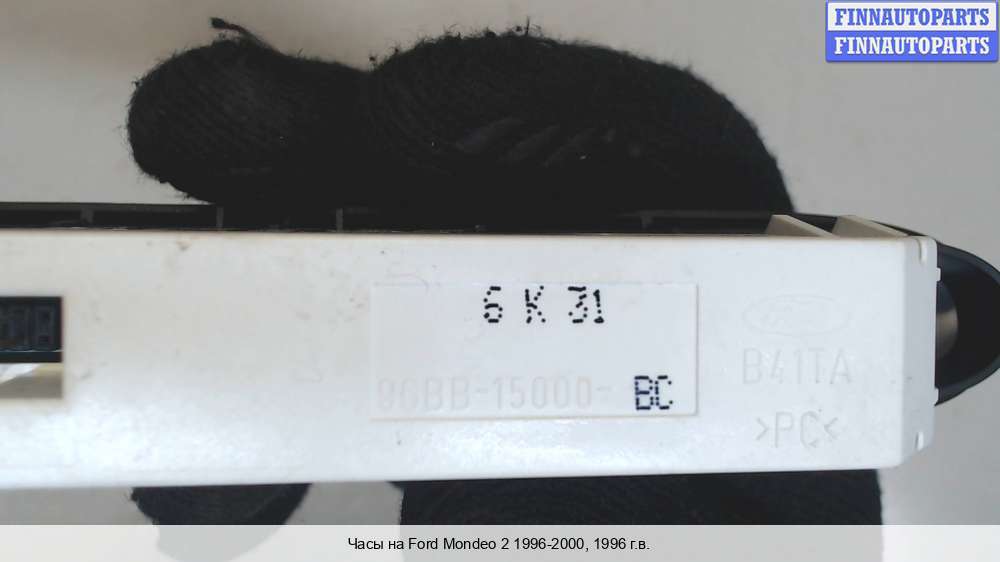 FINNAUTOPARTS
FINNAUTOPARTS
6 K 31
96BB-15000-BC
B41TA
>PC<
Часы на Ford Mondeo 2 1996-2000, 1996 г.в.